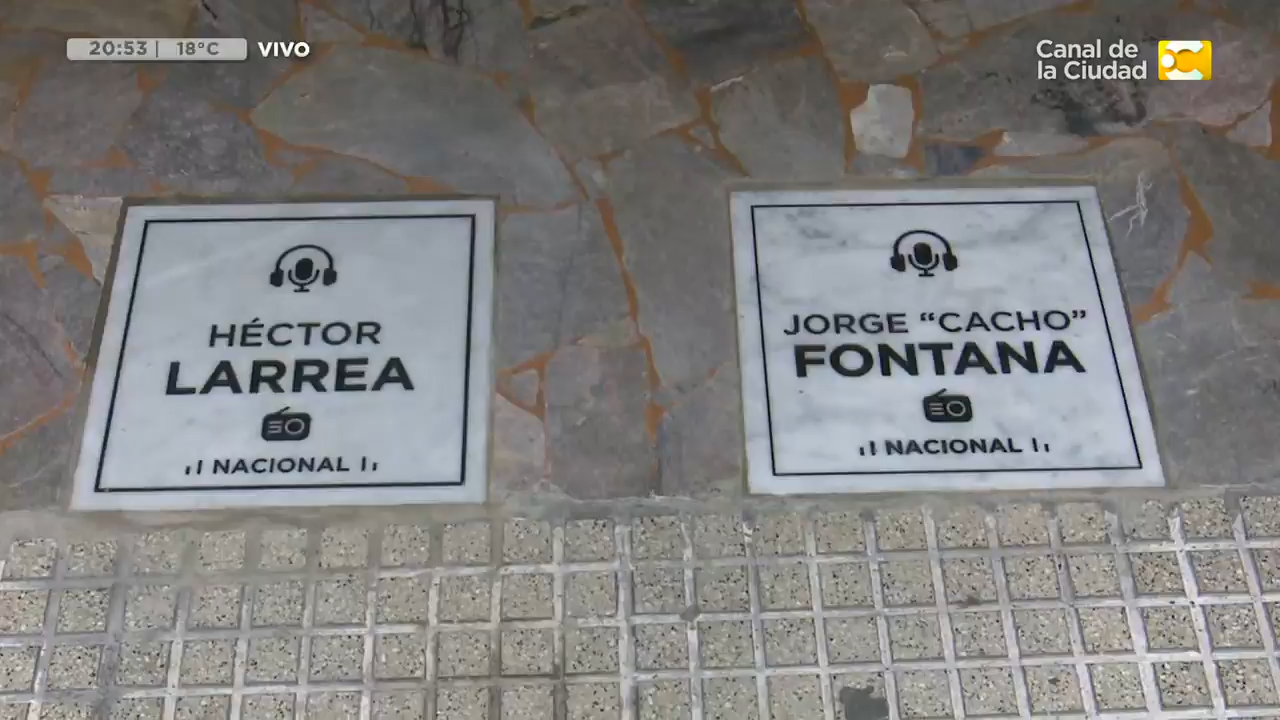 20:53 | 18°C VIVO
Canal de
la Ciudad
HÉCTOR
LARREA
NACIONAL
JORGE “CACHO”
FONTANA
NACIONAL